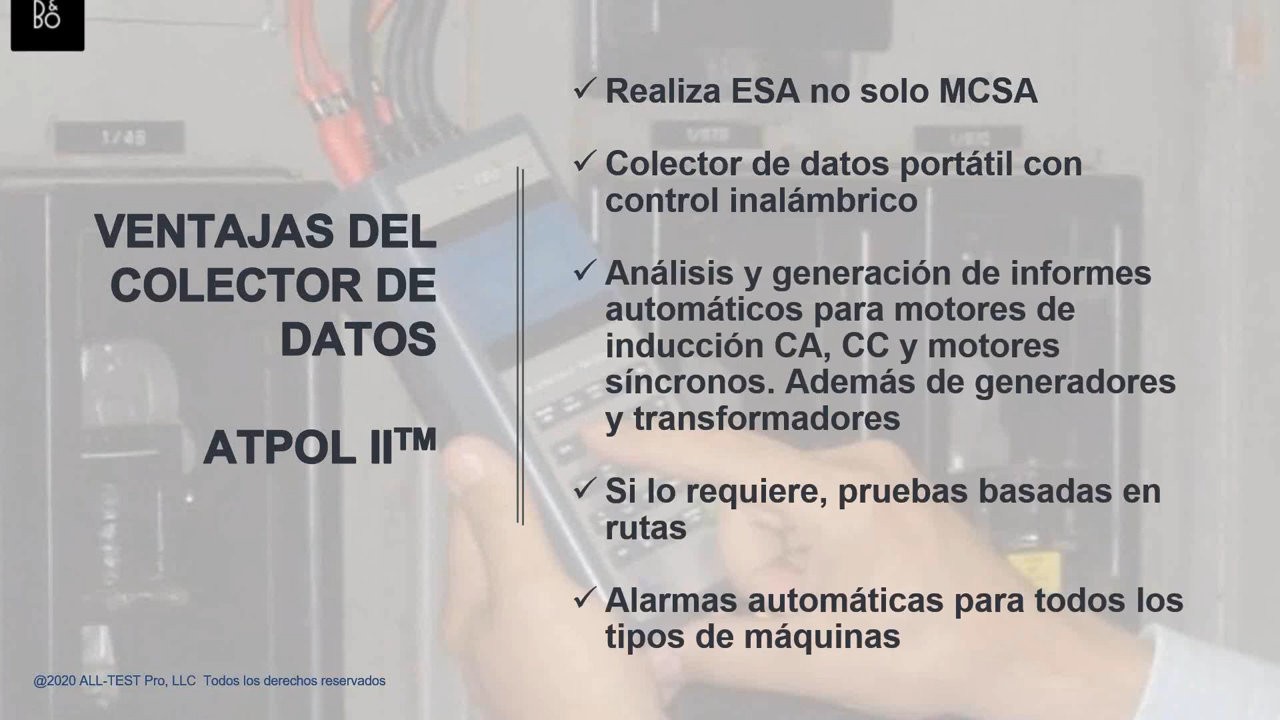 B&
BO
VENTAJAS DEL
COLECTOR DE
DATOS
ATPOL II™
✓ Realiza ESA no solo MCSA
✓ Colector de datos portátil con
control inalámbrico
✓ Análisis y generación de informes
automáticos para motores de
inducción CA, CC y motores
síncronos. Además de generadores
y transformadores
✓ Si lo requiere, pruebas basadas en
rutas
✓ Alarmas automáticas para todos los
tipos de máquinas
@2020 ALL-TEST Pro, LLC Todos los derechos reservados